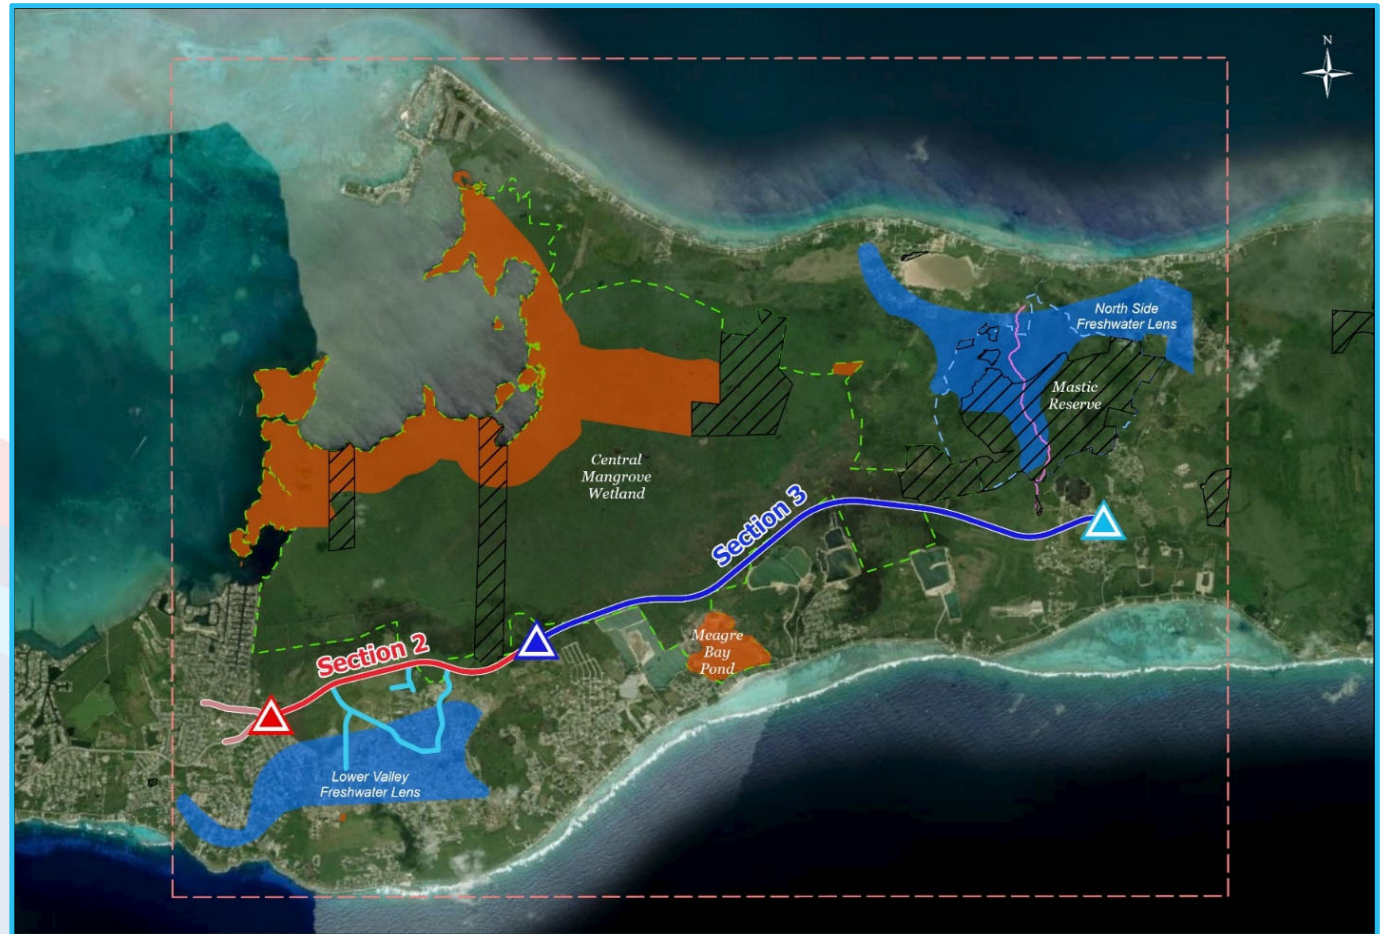 N
North Side
Freshwater Lens
Mastic
Reserve
Central
Mangrove
Wetland
Section 3
Meagre
Bay
Pond
Section 2
Lower Valley
Freshwater Lens